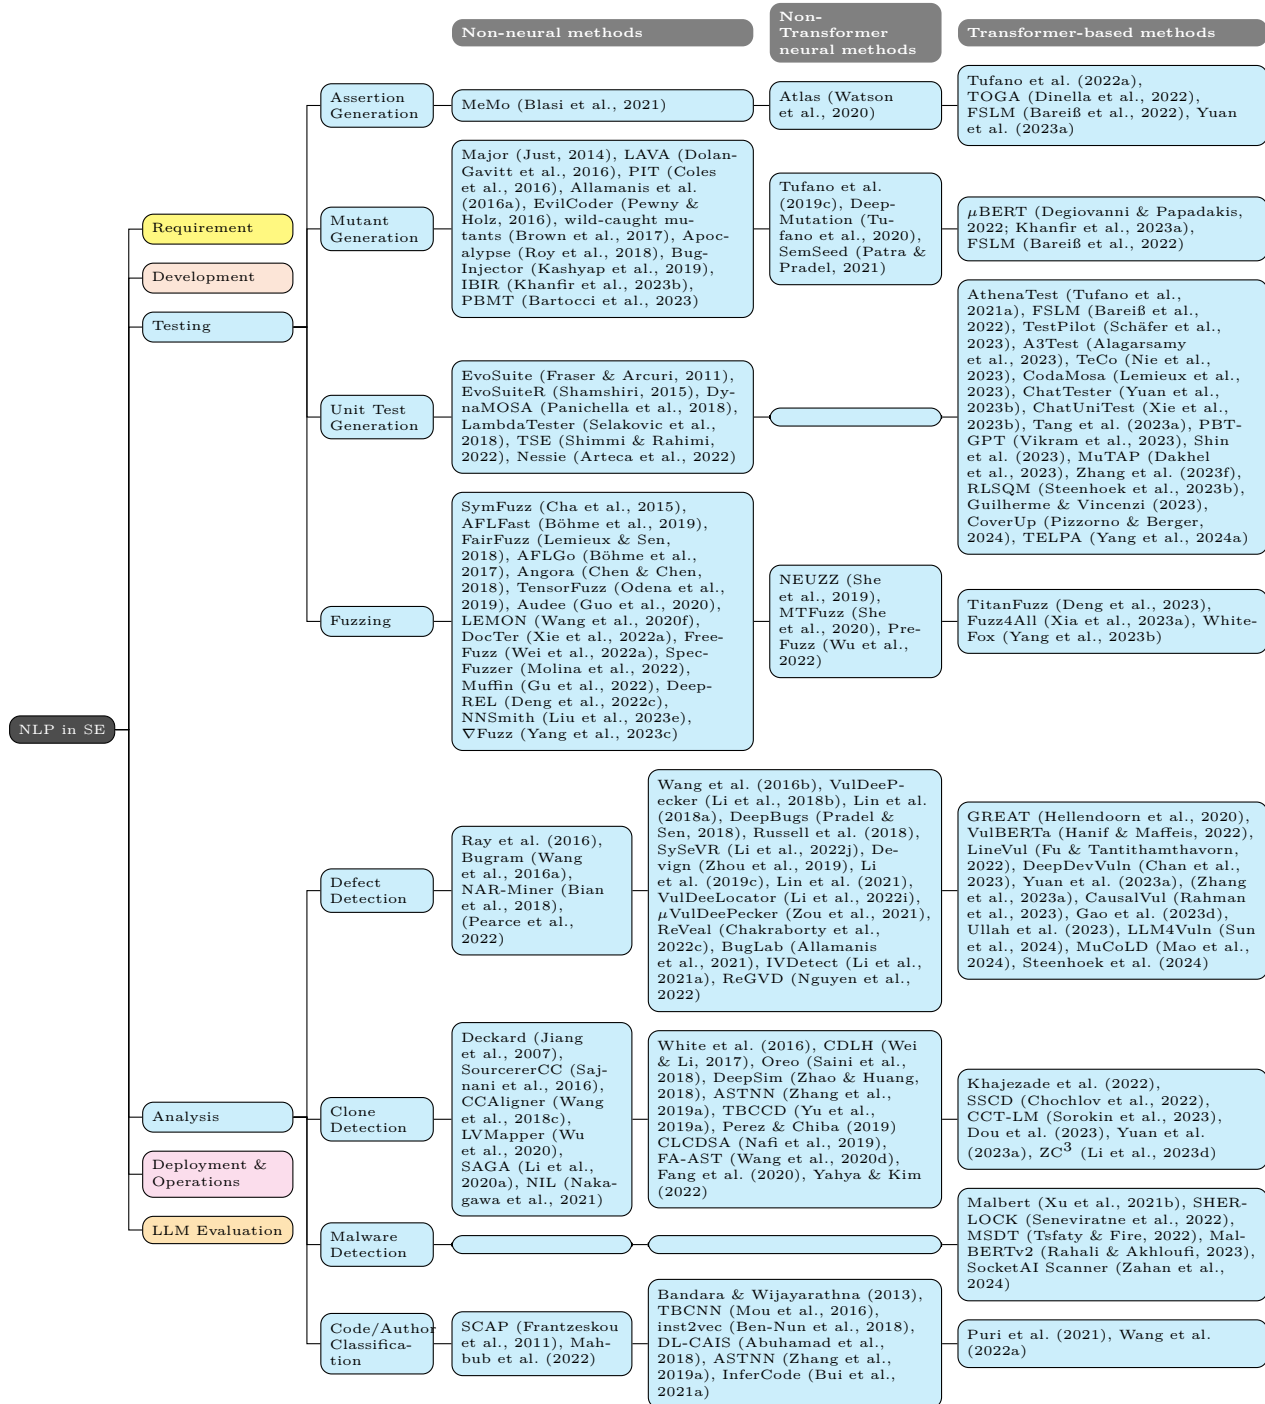 Non-neural methods
Non-
Transformer
neural methods
Transformer-based methods
Assertion
Generation
MeMo (Blasi et al., 2021)
Atlas (Watson
et al., 2020)
Tufano et al. (2022a),
TOGA (Dinella et al., 2022),
FSLM (Bareiß et al., 2022), Yuan
et al. (2023a)
Mutant
Generation
Major (Just, 2014), LAVA (Dolan-
Gavitt et al., 2016), PIT (Coles
et al., 2016), Allamanis et al.
(2016a), EvilCoder (Pewny &
Holz, 2016), wild-caught mu-
tants (Brown et al., 2017), Apoc-
alypse (Roy et al., 2018), Bug-
Injector (Kashyap et al., 2019),
IBIR (Khanfir et al., 2023b),
PBMT (Bartocci et al., 2023)
Tufano et al.
(2019c), Deep-
Mutation (Tu-
fano et al., 2020),
SemSeed (Patra &
Pradel, 2021)
μBERT (Degiovanni & Papadakis,
2022; Khanfir et al., 2023a),
FSLM (Bareiß et al., 2022)
Requirement
Development
Testing
Unit Test
Generation
EvoSuite (Fraser & Arcuri, 2011),
EvoSuiteR (Shamshiri, 2015), Dy-
naMOSA (Panichella et al., 2018),
LambdaTester (Selakovic et al.,
2018), TSE (Shimmi & Rahimi,
2022), Nessie (Arteca et al., 2022)
AthenaTest (Tufano et al.,
2021a), FSLM (Bareiß et al.,
2022), TestPilot (Schäfer et al.,
2023), A3Test (Alagarsamy
et al., 2023), TeCo (Nie et al.,
2023), CodaMosa (Lemieux et al.,
2023), ChatTester (Yuan et al.,
2023b), ChatUniTest (Xie et al.,
2023b), Tang et al. (2023a), PBT-
GPT (Vikram et al., 2023), Shin
et al. (2023), MuTAP (Dakhel
et al., 2023), Zhang et al. (2023f),
RLSQM (Steenhoek et al., 2023b),
Guilherme & Vincenzi (2023),
CoverUp (Pizzorno & Berger,
2024), TELPA (Yang et al., 2024a)
Fuzzing
SymFuzz (Cha et al., 2015),
AFLFast (Böhme et al., 2019),
FairFuzz (Lemieux & Sen,
2018), AFLGo (Böhme et al.,
2017), Angora (Chen & Chen,
2018), TensorFuzz (Odena et al.,
2019), Audee (Guo et al., 2020),
LEMON (Wang et al., 2020f),
DocTer (Xie et al., 2022a), Free-
Fuzz (Wei et al., 2022a), Spec-
Fuzzer (Molina et al., 2022),
Muffin (Gu et al., 2022), Deep-
REL (Deng et al., 2022c),
NNSmith (Liu et al., 2023e),
∇Fuzz (Yang et al., 2023c)
NEUZZ (She
et al., 2019),
MTFuzz (She
et al., 2020), Pre-
Fuzz (Wu et al.,
2022)
TitanFuzz (Deng et al., 2023),
Fuzz4All (Xia et al., 2023a), White-
Fox (Yang et al., 2023b)
NLP in SE
Defect
Detection
Ray et al. (2016),
Bugram (Wang
et al., 2016a),
NAR-Miner (Bian
et al., 2018),
(Pearce et al.,
2022)
Wang et al. (2016b), VulDeeP-
ecker (Li et al., 2018b), Lin et al.
(2018a), DeepBugs (Pradel &
Sen, 2018), Russell et al. (2018),
SySeVR (Li et al., 2022j), De-
vign (Zhou et al., 2019), Li
et al. (2019c), Lin et al. (2021),
VulDeeLocator (Li et al., 2022i),
μVulDeePecker (Zou et al., 2021),
ReVeal (Chakraborty et al.,
2022c), BugLab (Allamanis
et al., 2021), IVDetect (Li et al.,
2021a), ReGVD (Nguyen et al.,
2022)
GREAT (Hellendoorn et al., 2020),
VulBERTa (Hanif & Maffeis, 2022),
LineVul (Fu & Tantithamthavorn,
2022), DeepDevVuln (Chan et al.,
2023), Yuan et al. (2023a), (Zhang
et al., 2023a), CausalVul (Rahman
et al., 2023), Gao et al. (2023d),
Ullah et al. (2023), LLM4Vuln (Sun
et al., 2024), MuCoLD (Mao et al.,
2024), Steenhoek et al. (2024)
Analysis
Deployment &
Operations
LLM Evaluation
Clone
Detection
Deckard (Jiang
et al., 2007),
SourcererCC (Saj-
nani et al., 2016),
CCAligner (Wang
et al., 2018c),
LVMapper (Wu
et al., 2020),
SAGA (Li et al.,
2020a), NIL (Naka-
gawa et al., 2021)
White et al. (2016), CDLH (Wei
& Li, 2017), Oreo (Saini et al.,
2018), DeepSim (Zhao & Huang,
2018), ASTNN (Zhang et al.,
2019a), TBCCD (Yu et al.,
2019a), Perez & Chiba (2019)
CLCDSA (Nafi et al., 2019),
FA-AST (Wang et al., 2020d),
Fang et al. (2020), Yahya & Kim
(2022)
Khajezade et al. (2022),
SSCD (Chochlov et al., 2022),
CCT-LM (Sorokin et al., 2023),
Dou et al. (2023), Yuan et al.
(2023a), ZC³ (Li et al., 2023d)
Malware
Detection
Malbert (Xu et al., 2021b), SHER-
LOCK (Seneviratne et al., 2022),
MSDT (Tsfaty & Fire, 2022), Mal-
BERTv2 (Rahali & Akhloufi, 2023),
SocketAI Scanner (Zahan et al.,
2024)
Code/Author
Classifica-
tion
SCAP (Frantzeskou
et al., 2011), Mah-
bub et al. (2022)
Bandara & Wijayarathna (2013),
TBCNN (Mou et al., 2016),
inst2vec (Ben-Nun et al., 2018),
DL-CAIS (Abuhamad et al.,
2018), ASTNN (Zhang et al.,
2019a), InferCode (Bui et al.,
2021a)
Puri et al. (2021), Wang et al.
(2022a)